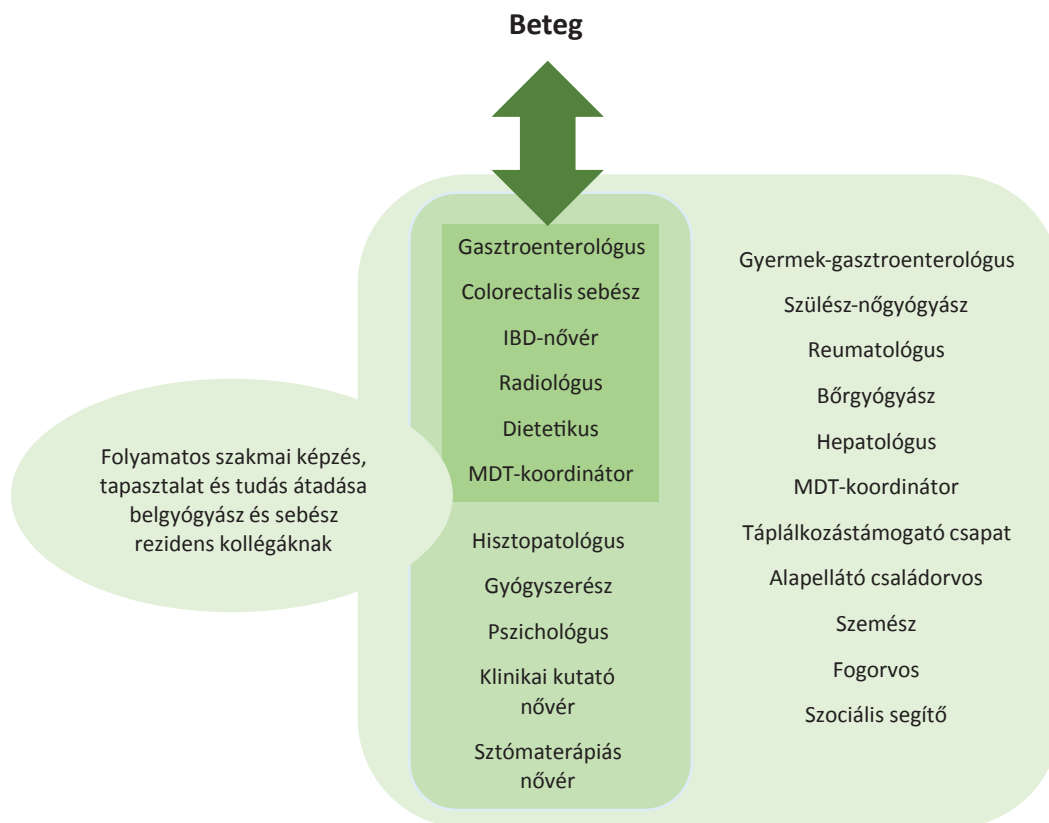 Beteg
Gasztroenterológus
Colorectalis sebész
IBD-nővér
Radiológus
Dietetikus
MDT-koordinátor
Hisztopatológus
Gyógyszerész
Pszichológus
Klinikai kutató
nővér
Sztómaterápiás
nővér
Gyermek-gasztroenterológus
Szülész-nőgyógyász
Reumatológus
Bőrgyógyász
Hepatológus
MDT-koordinátor
Táplálkozástámogató csapat
Alapellátó családorvos
Szemész
Fogorvos
Szociális segítő
Folyamatos szakmai képzés,
tapasztalat és tudás átadása
belgyógyász és sebész
rezidens kollégáknak